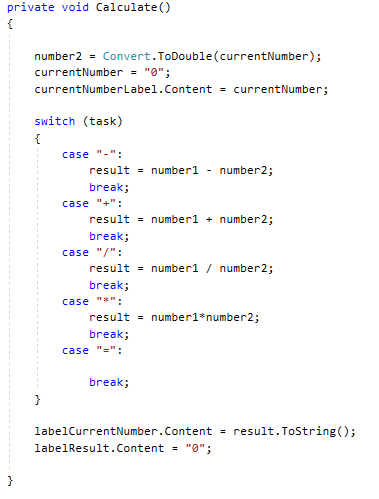 private void Calculate()
{
number2 = Convert.ToDouble(currentNumber);
currentNumber = "0";
currentNumberLabel.Content = currentNumber;
switch (task)
{
case "-":
result = number1 - number2;
break;
case "+":
result = number1 + number2;
break;
case "/":
result = number1 / number2;
break;
case "*":
result = number1*number2;
break;
case "=":
break;
}
labelCurrentNumber.Content = result.ToString();
labelResult.Content = "0";
}